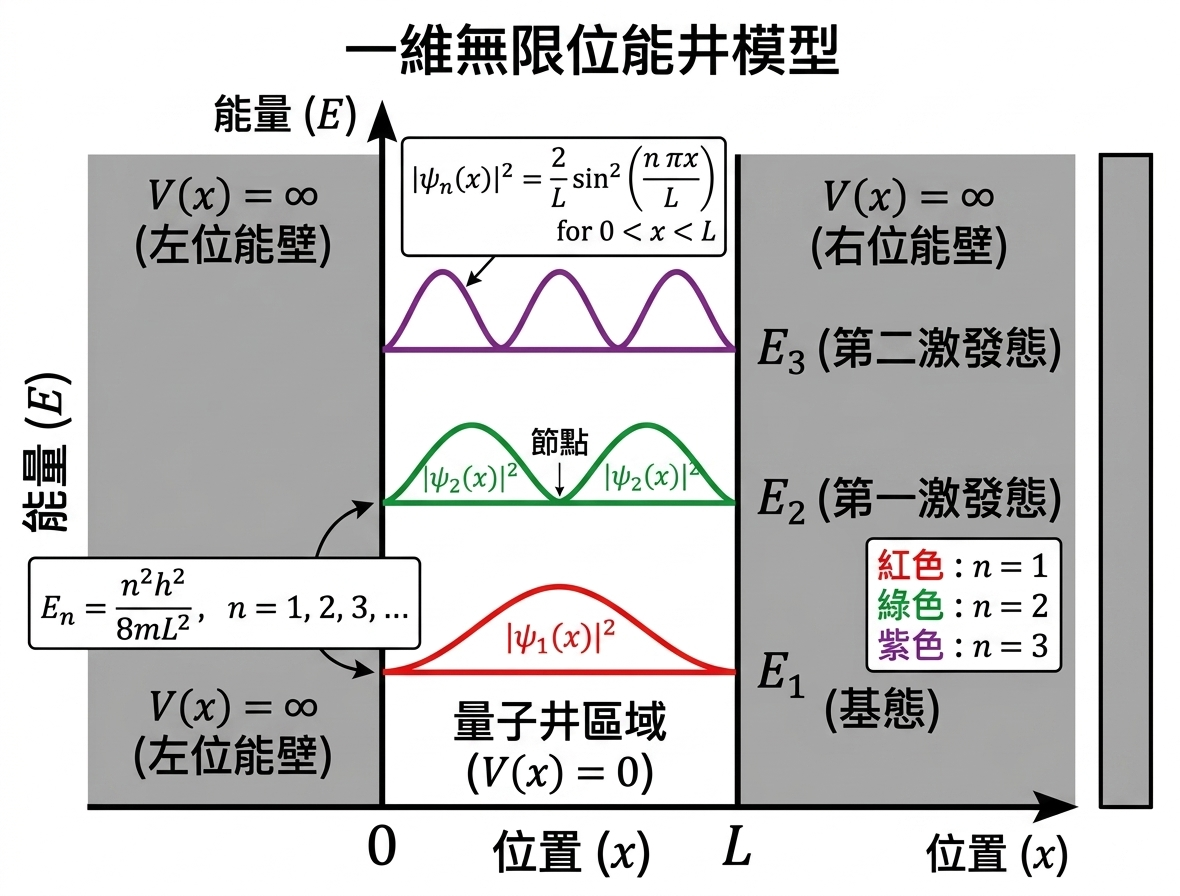 一維無限位能井模型
能量 (E)
|ψₙ(x)|² = 2/L sin² (n πx / L)
for 0 < x < L
V(x) = ∞
(左位能壁)
V(x) = ∞
(右位能壁)
E₃ (第二激發態)
能量 (E)
節點
|ψ₂(x)|²
|ψ₂(x)|²
E₂ (第一激發態)
Eₙ = n²h² / 8mL², n = 1, 2, 3, ...
紅色 : n = 1
綠色 : n = 2
紫色 : n = 3
|ψ₁(x)|²
E₁
(基態)
V(x) = ∞
(左位能壁)
量子井區域
(V(x) = 0)
0
位置 (x)
L
位置 (x)